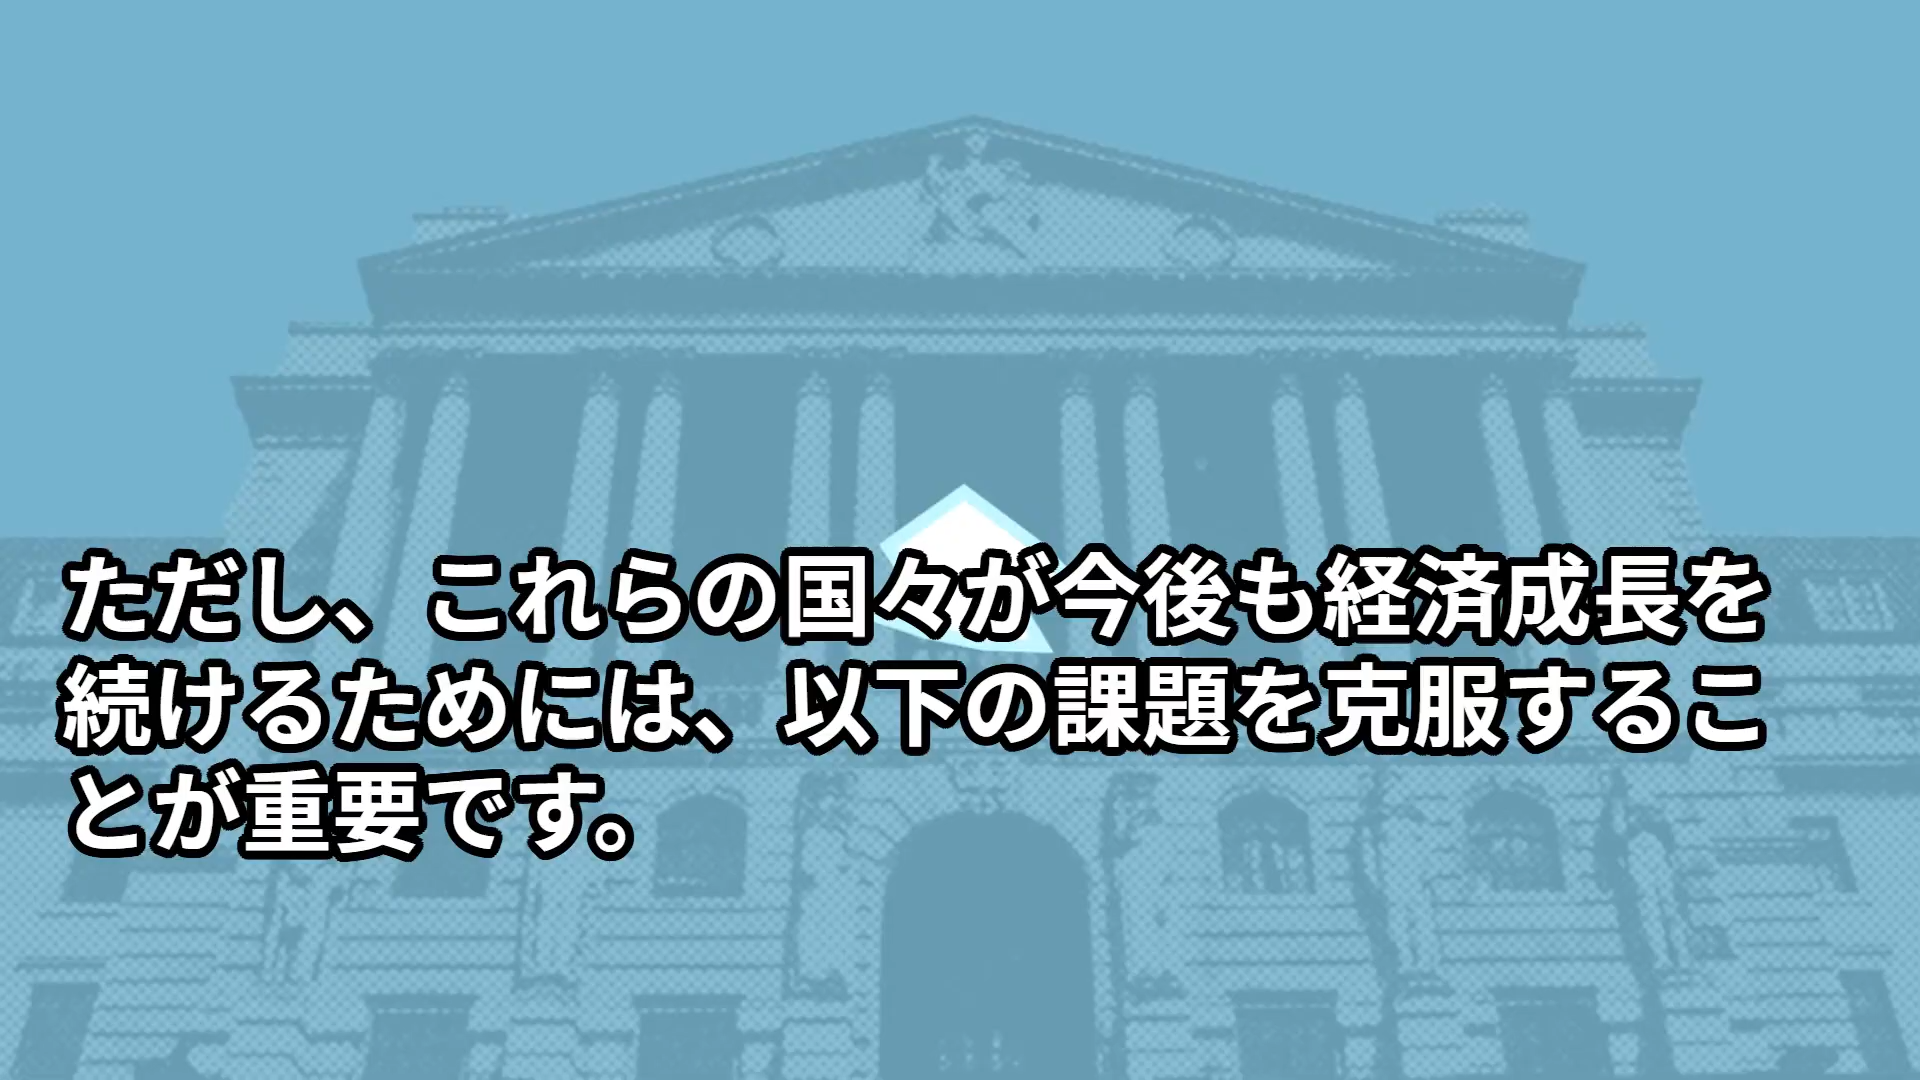 ただし、これらの国々が今後も経済成長を
続けるためには、以下の課題を克服するこ
とが重要です。